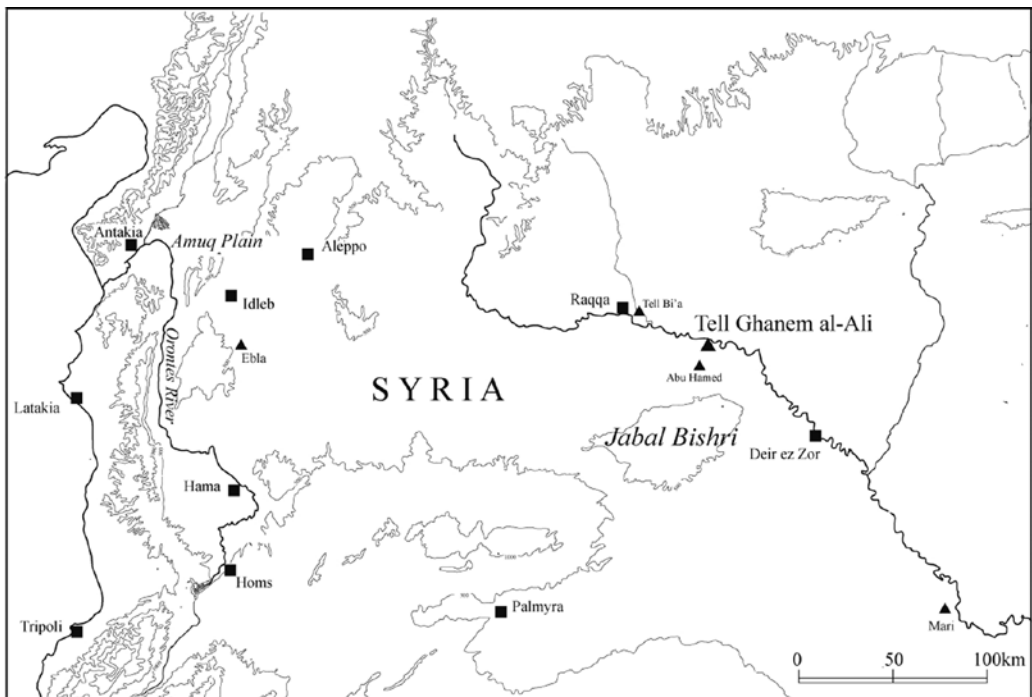 Antakia
Amuq Plain
Aleppo
Idleb
Raqqa
Tell Bi'a
Tell Ghanem al-Ali
Ebla
Abu Hamed
Orontes River
SYRIA
Latakia
Jabal Bishri
Deir ez Zor
Hama
Homs
Palmyra
Mari
Tripoli
0 50 100km